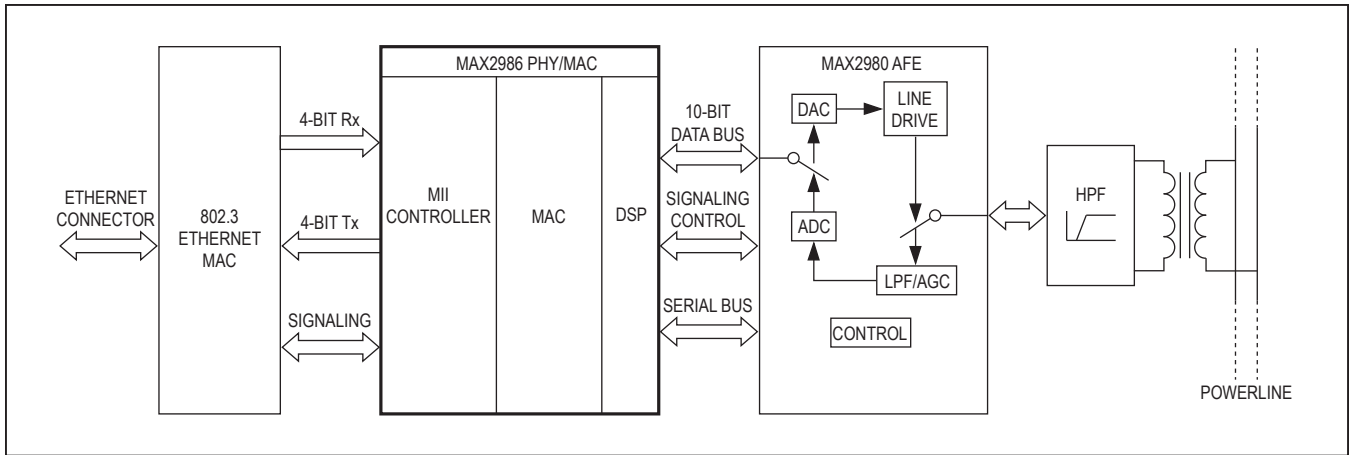 ETHERNET
CONNECTOR
802.3
ETHERNET
MAC
4-BIT Rx
4-BIT Tx
SIGNALING
MAX2986 PHY/MAC
MII
CONTROLLER
MAC
DSP
10-BIT
DATA BUS
SIGNALING
CONTROL
SERIAL BUS
MAX2980 AFE
DAC
LINE
DRIVE
ADC
LPF/AGC
CONTROL
HPF
POWERLINE